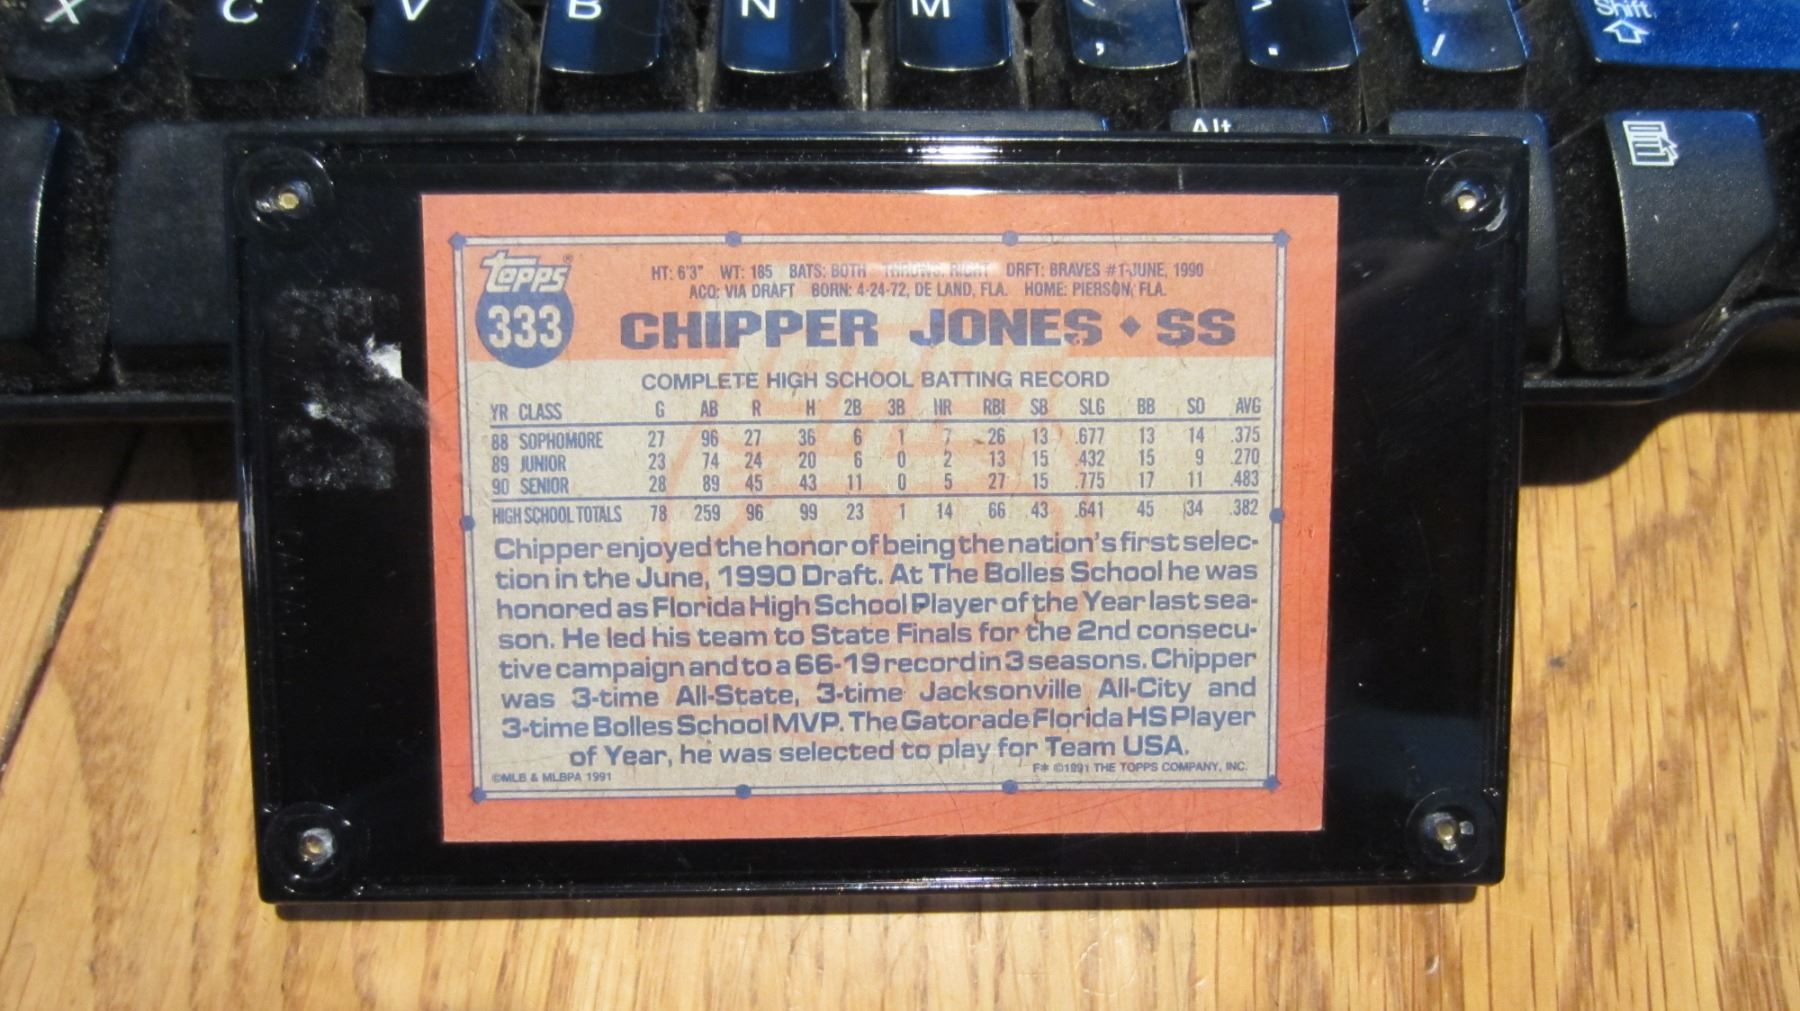 X C V B N M , > . ? / Shift
Alt
Topps®
333
HT: 6'3" WT: 185 BATS: BOTH THROWS: RIGHT DRFT: BRAVES #1-JUNE, 1990
ACQ: VIA DRAFT BORN: 4-24-72, DE LAND, FLA. HOME: PIERSON, FLA.
CHIPPER JONES ♦ SS
COMPLETE HIGH SCHOOL BATTING RECORD
YR CLASS G AB R H 2B 3B HR RBI SB SLG BB SO AVG
88 SOPHOMORE 27 96 27 36 6 1 7 26 13 .677 13 14 .375
89 JUNIOR 23 74 24 20 6 0 2 13 15 .432 15 9 .270
90 SENIOR 28 89 45 43 11 0 5 27 15 .775 17 11 .483
HIGH SCHOOL TOTALS 78 259 96 99 23 1 14 66 43 .641 45 34 .382
Chipper enjoyed the honor of being the nation's first selec-
tion in the June, 1990 Draft. At The Bolles School he was
honored as Florida High School Player of the Year last sea-
son. He led his team to State Finals for the 2nd consecu-
tive campaign and to a 66-19 record in 3 seasons. Chipper
was 3-time All-State, 3-time Jacksonville All-City and
3-time Bolles School MVP. The Gatorade Florida HS Player
of Year, he was selected to play for Team USA.
©MLB & MLBPA 1991
F* ©1991 THE TOPPS COMPANY, INC.